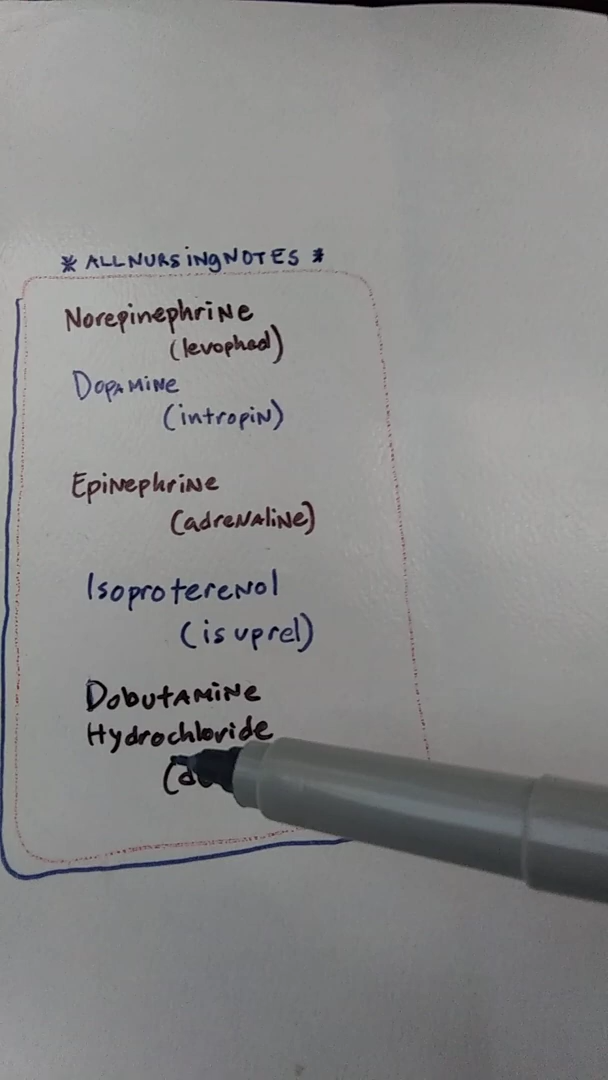 * ALLNURSiNgNOTES *
NorepinephriNe
(levophed)
DopAMiNe
(intropiN)
EpiNephriNe
(adreNAliNe)
IsoprotereNol
(isuprel)
DobutAMiNe
Hydrochloride